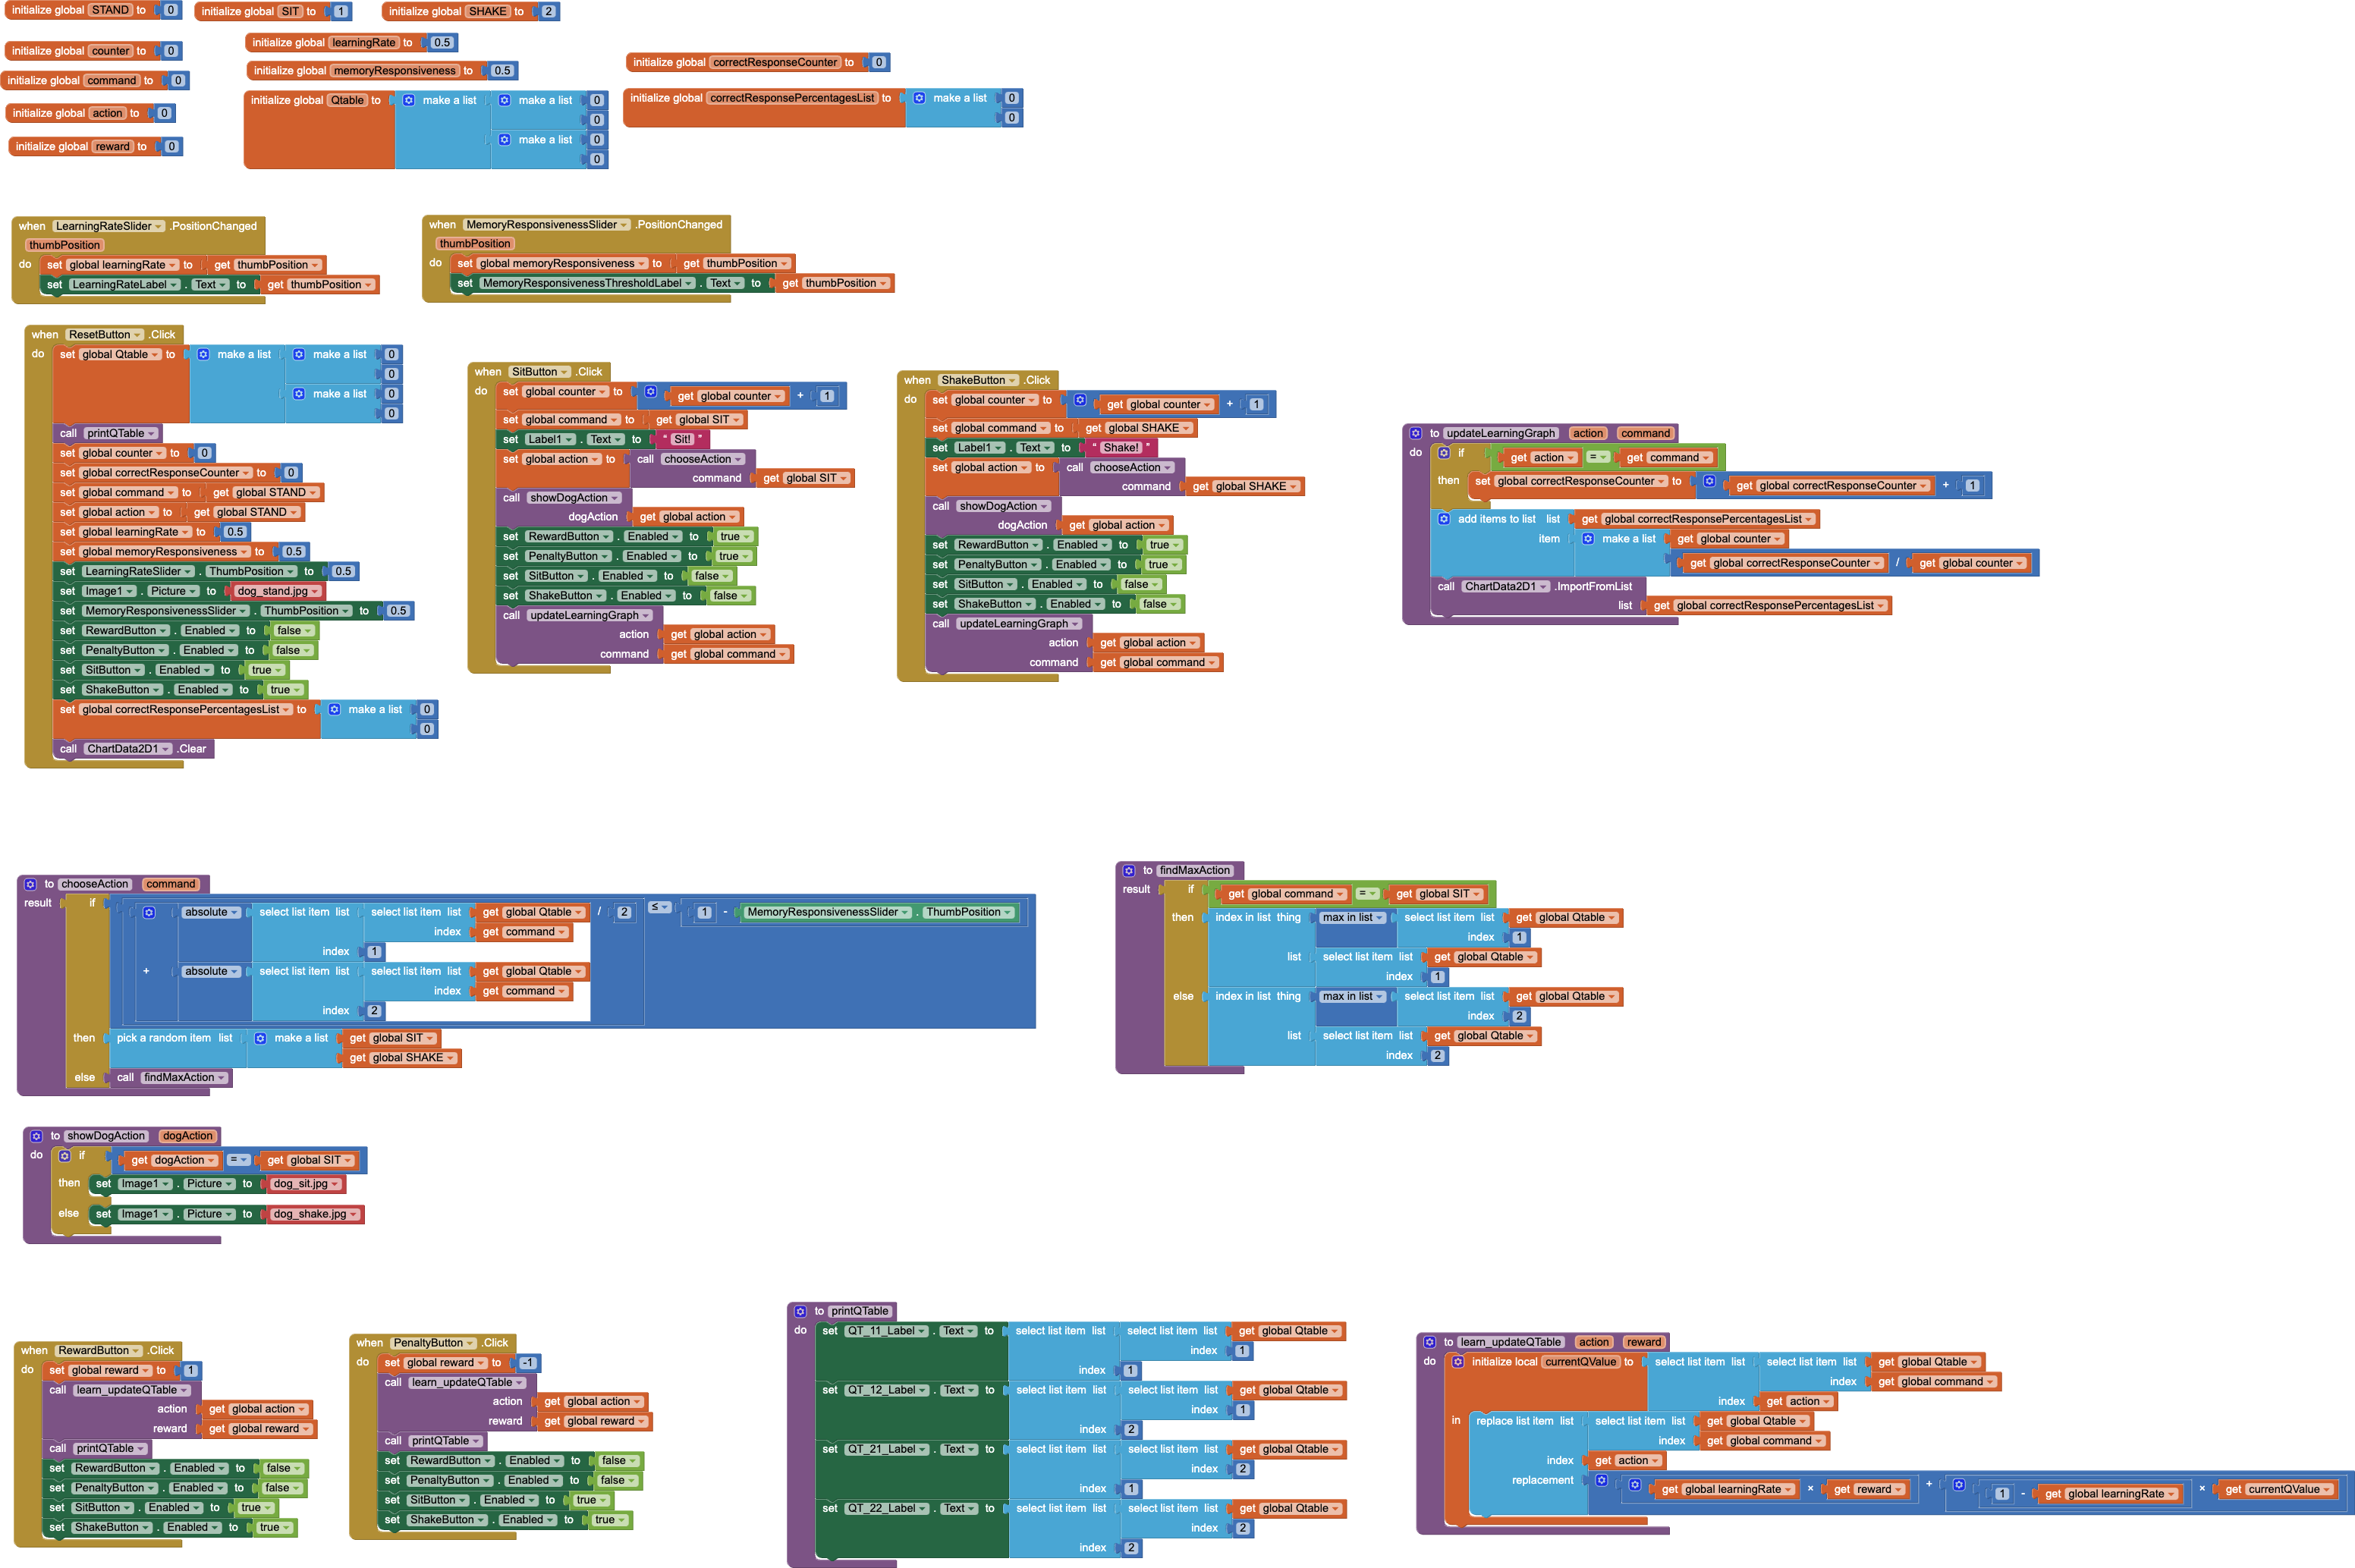 initialize global STAND to 0
initialize global SIT to 1
initialize global SHAKE to 2
initialize global counter to 0
initialize global command to 0
initialize global action to 0
initialize global reward to 0
initialize global learningRate to 0.5
initialize global memoryResponsiveness to 0.5
initialize global Qtable to make a list make a list 0
0
make a list 0
0
initialize global correctResponseCounter to 0
initialize global correctResponsePercentagesList to make a list 0
0
when LearningRateSlider .PositionChanged
thumbPosition
do set global learningRate to get thumbPosition
set LearningRateLabel . Text to get thumbPosition
when MemoryResponsivenessSlider .PositionChanged
thumbPosition
do set global memoryResponsiveness to get thumbPosition
set MemoryResponsivenessThresholdLabel . Text to get thumbPosition
when ResetButton .Click
do set global Qtable to make a list make a list 0
0
make a list 0
0
call printQTable
set global counter to 0
set global correctResponseCounter to 0
set global command to get global STAND
set global action to get global STAND
set global learningRate to 0.5
set global memoryResponsiveness to 0.5
set LearningRateSlider . ThumbPosition to 0.5
set Image1 . Picture to dog_stand.jpg
set MemoryResponsivenessSlider . ThumbPosition to 0.5
set RewardButton . Enabled to false
set PenaltyButton . Enabled to false
set SitButton . Enabled to true
set ShakeButton . Enabled to true
set global correctResponsePercentagesList to make a list 0
0
call ChartData2D1 .Clear
when SitButton .Click
do set global counter to get global counter + 1
set global command to get global SIT
set Label1 . Text to “ Sit! ”
set global action to call chooseAction
command get global SIT
call showDogAction
dogAction get global action
set RewardButton . Enabled to true
set PenaltyButton . Enabled to true
set SitButton . Enabled to false
set ShakeButton . Enabled to false
call updateLearningGraph
action get global action
command get global command
when ShakeButton .Click
do set global counter to get global counter + 1
set global command to get global SHAKE
set Label1 . Text to “ Shake! ”
set global action to call chooseAction
command get global SHAKE
call showDogAction
dogAction get global action
set RewardButton . Enabled to true
set PenaltyButton . Enabled to true
set SitButton . Enabled to false
set ShakeButton . Enabled to false
call updateLearningGraph
action get global action
command get global command
to updateLearningGraph action command
do if get action = get command
then set global correctResponseCounter to get global correctResponseCounter + 1
add items to list list get global correctResponsePercentagesList
item make a list get global counter
get global correctResponseCounter / get global counter
call ChartData2D1 .ImportFromList
list get global correctResponsePercentagesList
to chooseAction command
result if absolute select list item list select list item list get global Qtable / 2 ≤ 1 - MemoryResponsivenessSlider . ThumbPosition
index get command
index 1
+ absolute select list item list select list item list get global Qtable
index get command
index 2
then pick a random item list make a list get global SIT
get global SHAKE
else call findMaxAction
to findMaxAction
result if get global command = get global SIT
then index in list thing max in list select list item list get global Qtable
index 1
list select list item list get global Qtable
index 1
else index in list thing max in list select list item list get global Qtable
index 2
list select list item list get global Qtable
index 2
to showDogAction dogAction
do if get dogAction = get global SIT
then set Image1 . Picture to dog_sit.jpg
else set Image1 . Picture to dog_shake.jpg
when RewardButton .Click
do set global reward to 1
call learn_updateQTable
action get global action
reward get global reward
call printQTable
set RewardButton . Enabled to false
set PenaltyButton . Enabled to false
set SitButton . Enabled to true
set ShakeButton . Enabled to true
when PenaltyButton .Click
do set global reward to -1
call learn_updateQTable
action get global action
reward get global reward
call printQTable
set RewardButton . Enabled to false
set PenaltyButton . Enabled to false
set SitButton . Enabled to true
set ShakeButton . Enabled to true
to printQTable
do set QT_11_Label . Text to select list item list select list item list get global Qtable
index 1
index 1
set QT_12_Label . Text to select list item list select list item list get global Qtable
index 1
index 2
set QT_21_Label . Text to select list item list select list item list get global Qtable
index 2
index 1
set QT_22_Label . Text to select list item list select list item list get global Qtable
index 2
index 2
to learn_updateQTable action reward
do initialize local currentQValue to select list item list select list item list get global Qtable
index get global command
index get action
in replace list item list select list item list get global Qtable
index get global command
index get action
replacement get global learningRate × get reward + 1 - get global learningRate × get currentQValue